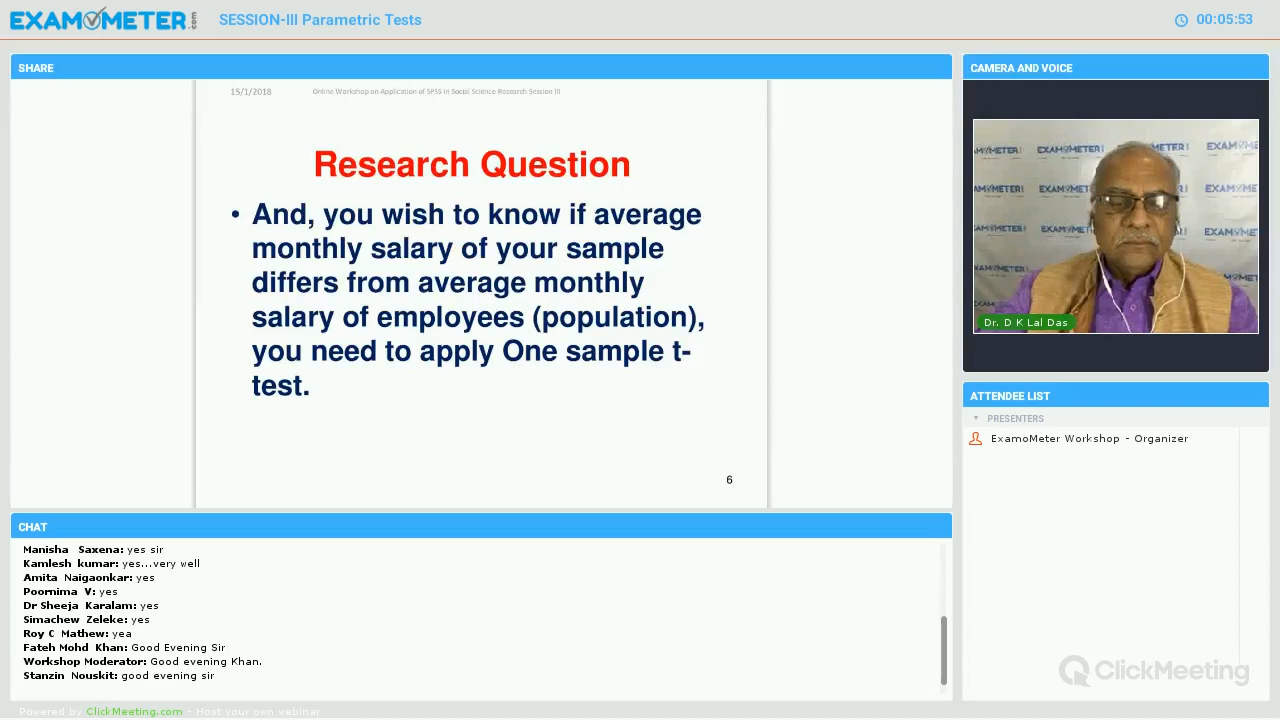 EXAMOMETER.com
SESSION-III Parametric Tests
00:05:53
SHARE
15/1/2018 Online Workshop on Application of SPSS in Social Science Research Session III
Research Question
• And, you wish to know if average
monthly salary of your sample
differs from average monthly
salary of employees (population),
you need to apply One sample t-
test.
6
CAMERA AND VOICE
EXAMOMETER
Dr. D K Lal Das
ATTENDEE LIST
PRESENTERS
ExamoMeter Workshop - Organizer
CHAT
Manisha Saxena: yes sir
Kamlesh kumar: yes...very well
Amita Naigaonkar: yes
Poornima V: yes
Dr Sheeja Karalam: yes
Simachew Zeleke: yes
Roy C Mathew: yea
Fateh Mohd Khan: Good Evening Sir
Workshop Moderator: Good evening Khan.
Stanzin Nouskit: good evening sir
ClickMeeting
Powered by ClickMeeting.com - Host your own webinar